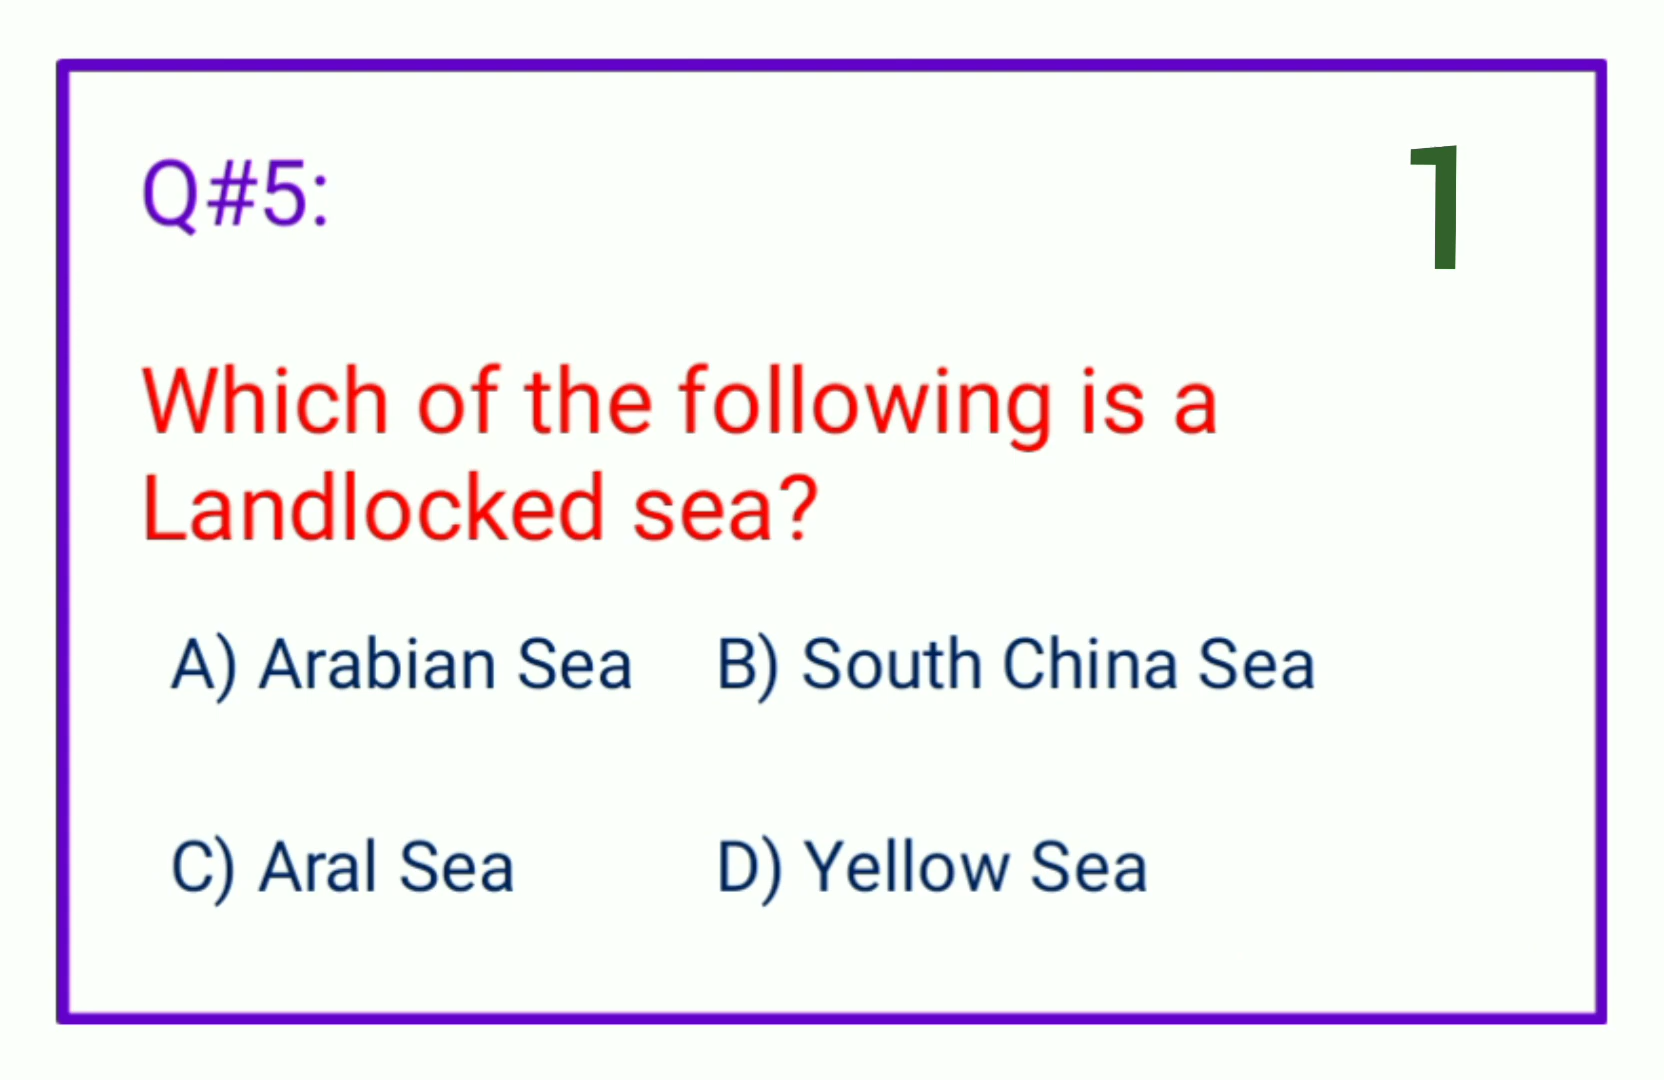 Q#5:
1
Which of the following is a
Landlocked sea?
A) Arabian Sea B) South China Sea
C) Aral Sea D) Yellow Sea